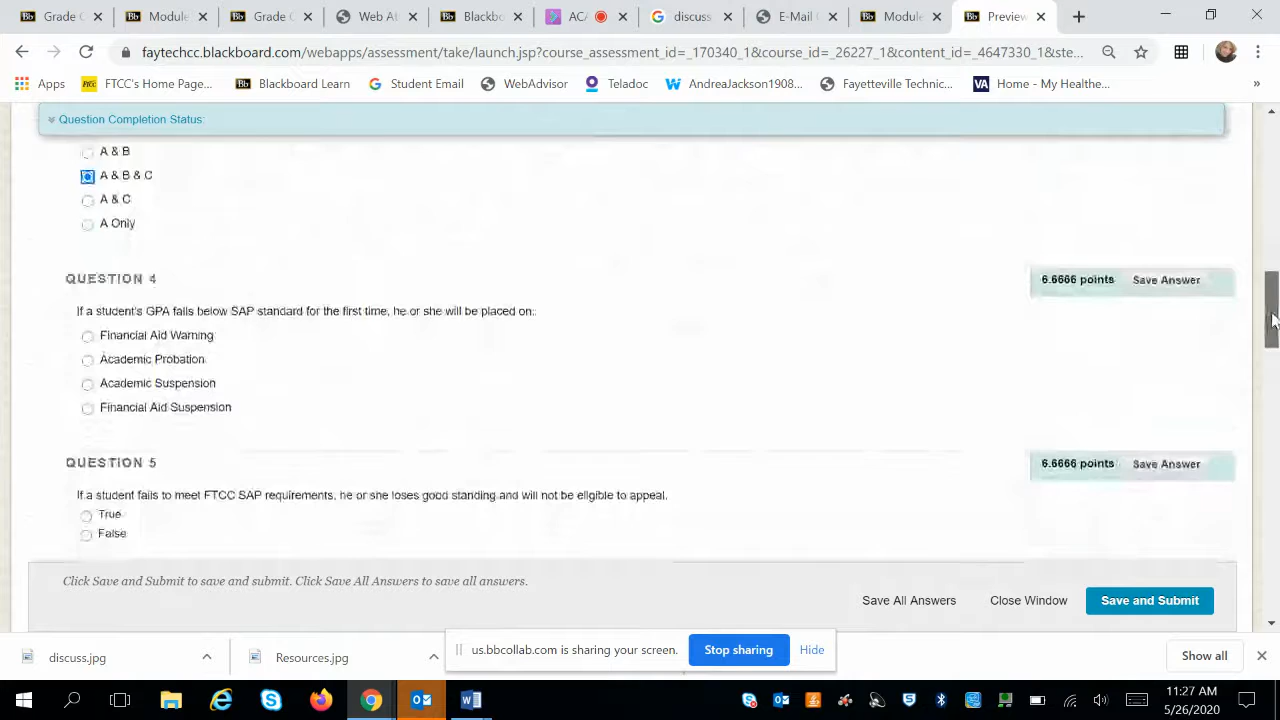 Grade C
Module
Grade
Web Ab
Blackbo
ACA
discuss
E-Mail C
Module
Preview
faytechcc.blackboard.com/webapps/assessment/take/launch.jsp?course_assessment_id=_170340_1&course_id=_26227_1&content_id=_4647330_1&ste...
Apps
FTCC's Home Page...
Blackboard Learn
Student Email
WebAdvisor
Teladoc
AndreaJackson1908...
Fayetteville Technic...
Home - My Healthe...
»
Question Completion Status:
A & B
A & B & C
A & C
A Only
QUESTION 4
6.6666 points
Save Answer
If a student's GPA falls below SAP standard for the first time, he or she will be placed on::
Financial Aid Warning
Academic Probation
Academic Suspension
Financial Aid Suspension
QUESTION 5
6.6666 points
Save Answer
If a student fails to meet FTCC SAP requirements, he or she loses good standing and will not be eligible to appeal.
True
False
Click Save and Submit to save and submit. Click Save All Answers to save all answers.
Save All Answers
Close Window
Save and Submit
discuss.jpg
Resources.jpg
us.bbcollab.com is sharing your screen.
Stop sharing
Hide
Show all
11:27 AM
5/26/2020